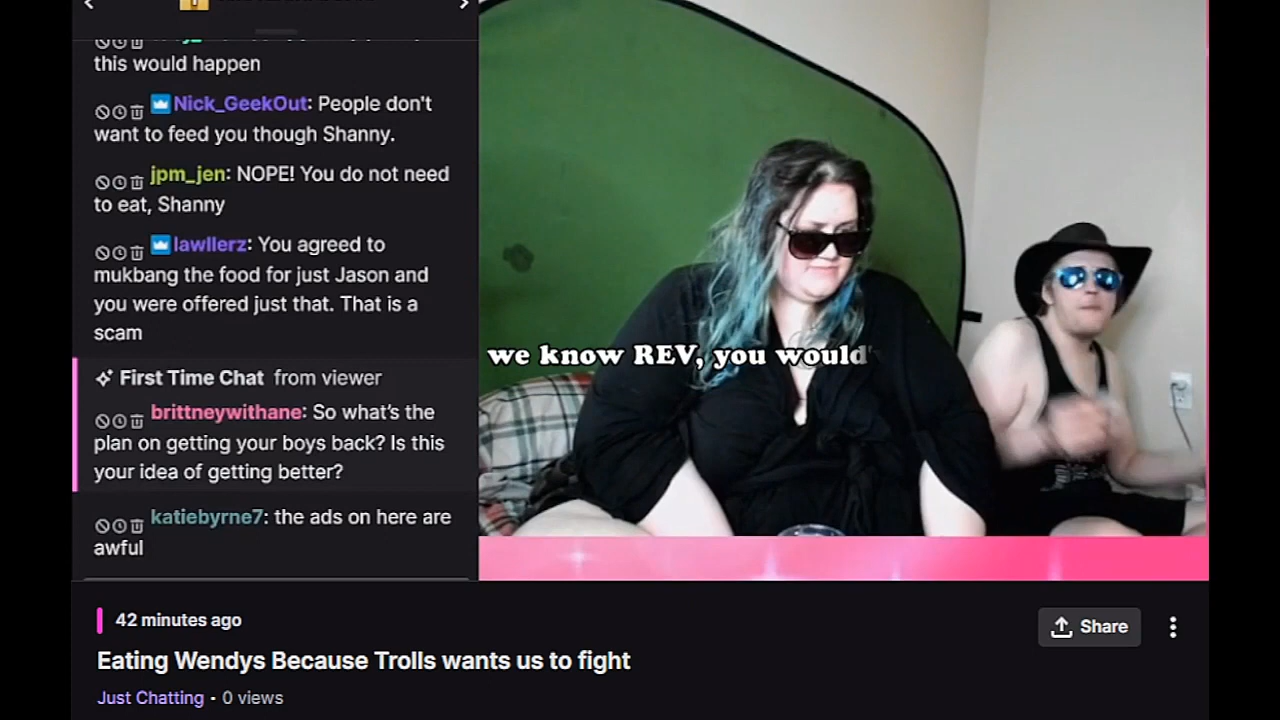 this would happen
Nick_GeekOut: People don't
want to feed you though Shanny.
jpm_jen: NOPE! You do not need
to eat, Shanny
lawllerz: You agreed to
mukbang the food for just Jason and
you were offered just that. That is a
scam
First Time Chat from viewer
brittneywithane: So what's the
plan on getting your boys back? Is this
your idea of getting better?
katiebyrne7: the ads on here are
awful
we know REV, you would'
42 minutes ago
Share
Eating Wendys Because Trolls wants us to fight
Just Chatting • 0 views